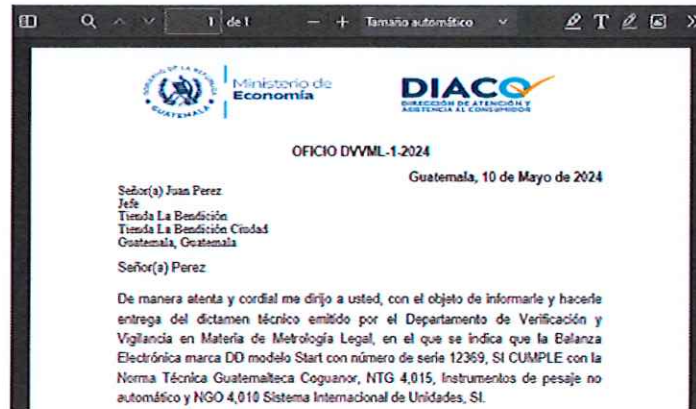 1 de 1
Tamaño automático
GOBIERNO DE LA REPÚBLICA
GUATEMALA
Ministerio de
Economía
DIACO
DIRECCIÓN DE ATENCIÓN Y
ASISTENCIA AL CONSUMIDOR
OFICIO DVVML-1-2024
Guatemala, 10 de Mayo de 2024
Señor(a) Juan Perez
Jefe
Tienda La Bendición
Tienda La Bendición Ciudad
Guatemala, Guatemala
Señor(a) Perez
De manera atenta y cordial me dirijo a usted, con el objeto de informarle y hacerle
entrega del dictamen técnico emitido por el Departamento de Verificación y
Vigilancia en Materia de Metrología Legal, en el que se indica que la Balanza
Electrónica marca DD modelo Start con número de serie 12369, SI CUMPLE con la
Norma Técnica Guatemalteca Coguanor, NTG 4,015, Instrumentos de pesaje no
automático y NGO 4,010 Sistema Internacional de Unidades, SI.